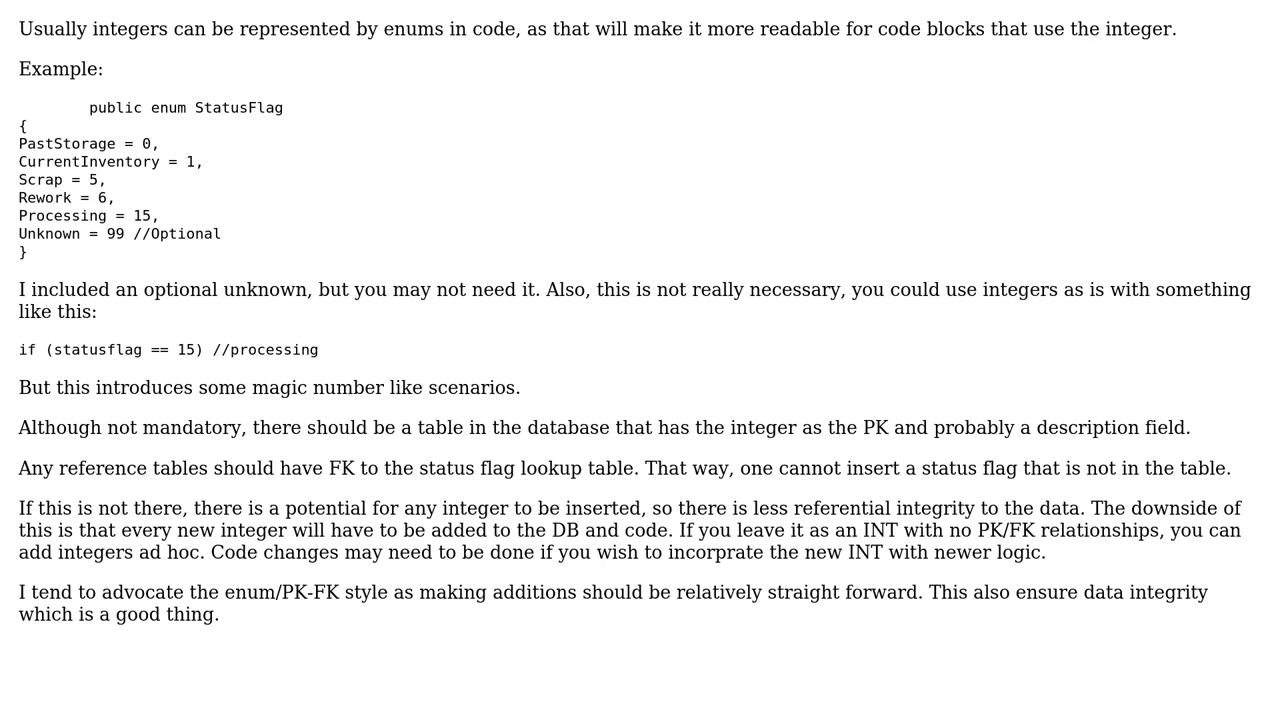 Usually integers can be represented by enums in code, as that will make it more readable for code blocks that use the integer.
Example:
public enum StatusFlag
{
PastStorage = 0,
CurrentInventory = 1,
Scrap = 5,
Rework = 6,
Processing = 15,
Unknown = 99 //Optional
}
I included an optional unknown, but you may not need it. Also, this is not really necessary, you could use integers as is with something
like this:
if (statusflag == 15) //processing
But this introduces some magic number like scenarios.
Although not mandatory, there should be a table in the database that has the integer as the PK and probably a description field.
Any reference tables should have FK to the status flag lookup table. That way, one cannot insert a status flag that is not in the table.
If this is not there, there is a potential for any integer to be inserted, so there is less referential integrity to the data. The downside of
this is that every new integer will have to be added to the DB and code. If you leave it as an INT with no PK/FK relationships, you can
add integers ad hoc. Code changes may need to be done if you wish to incorprate the new INT with newer logic.
I tend to advocate the enum/PK-FK style as making additions should be relatively straight forward. This also ensure data integrity
which is a good thing.